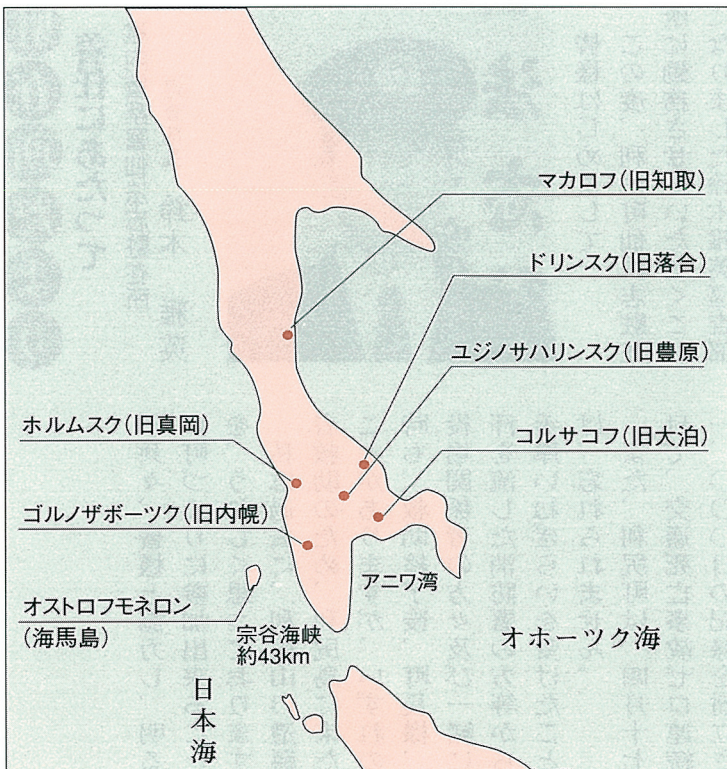 マカロフ(旧知取)
ドリンスク(旧落合)
ユジノサハリンスク(旧豊原)
ホルムスク(旧真岡)
コルサコフ(旧大泊)
ゴルノザボーツク(旧内幌)
アニワ湾
オストロフモネロン
(海馬島)
宗谷海峡
約43km
オホーツク海
日本海